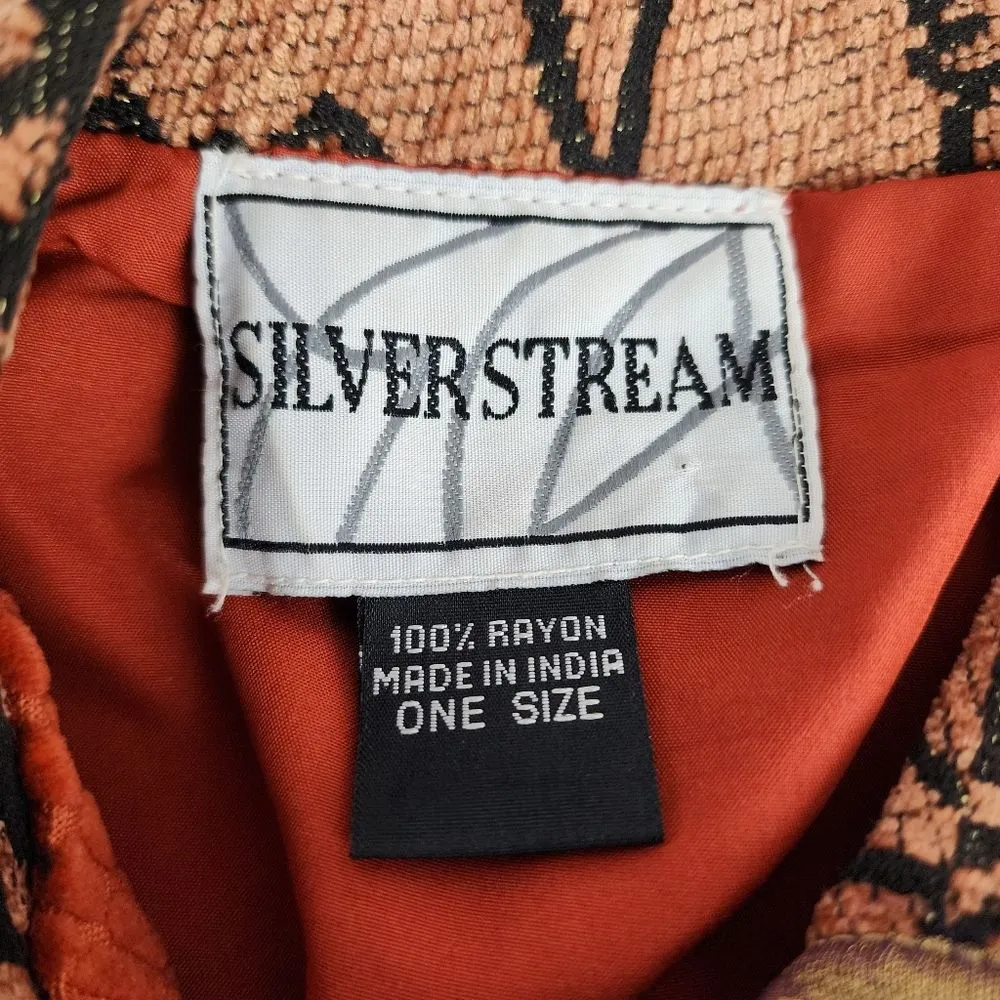 SILVERSTREAM
100% RAYON
MADE IN INDIA
ONE SIZE